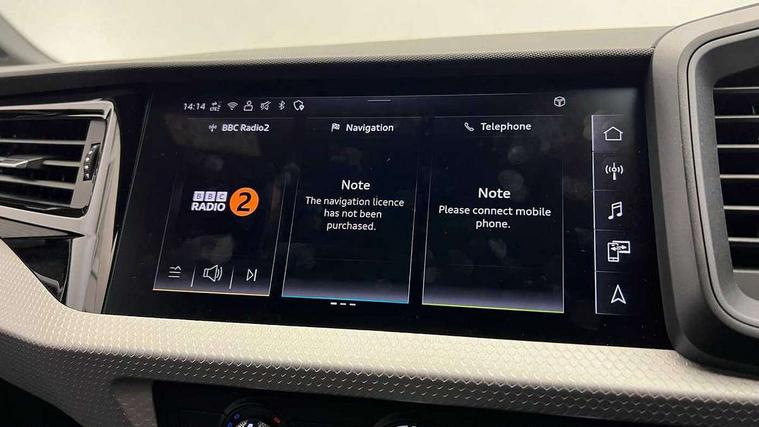 14:14
BBC Radio2
Navigation
Telephone
BBC
RADIO 2
Note
The navigation licence
has not been
purchased.
Note
Please connect mobile
phone.